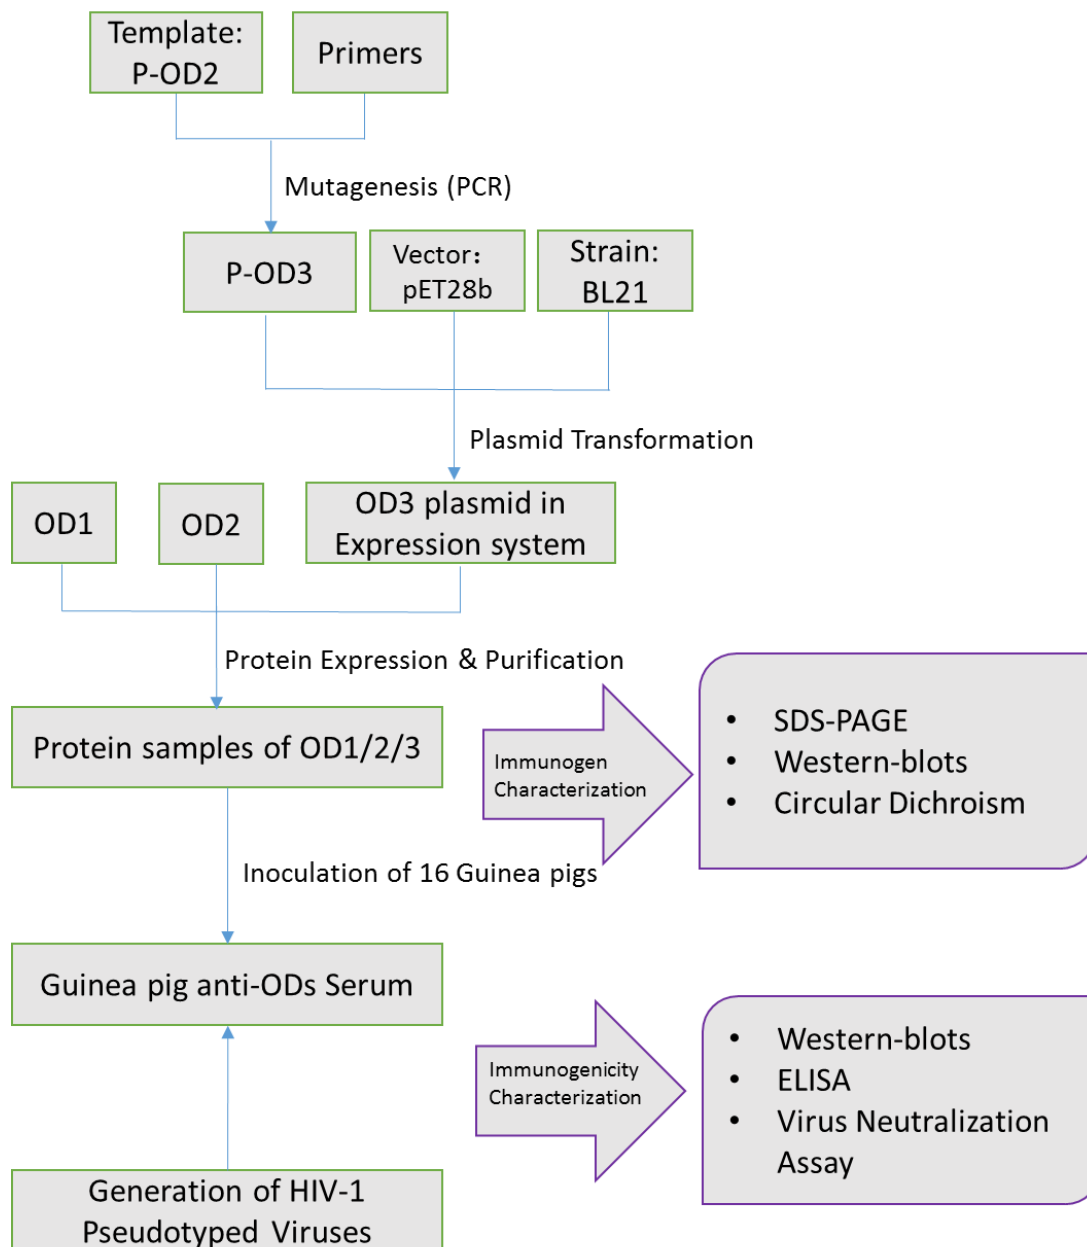 Template:
P-OD2
Primers
Mutagenesis (PCR)
P-OD3
Vector：
pET28b
Strain:
BL21
Plasmid Transformation
OD1
OD2
OD3 plasmid in
Expression system
Protein Expression & Purification
Protein samples of OD1/2/3
Immunogen
Characterization
• SDS-PAGE
• Western-blots
• Circular Dichroism
Inoculation of 16 Guinea pigs
Guinea pig anti-ODs Serum
Immunogenicity
Characterization
• Western-blots
• ELISA
• Virus Neutralization
Assay
Generation of HIV-1
Pseudotyped Viruses